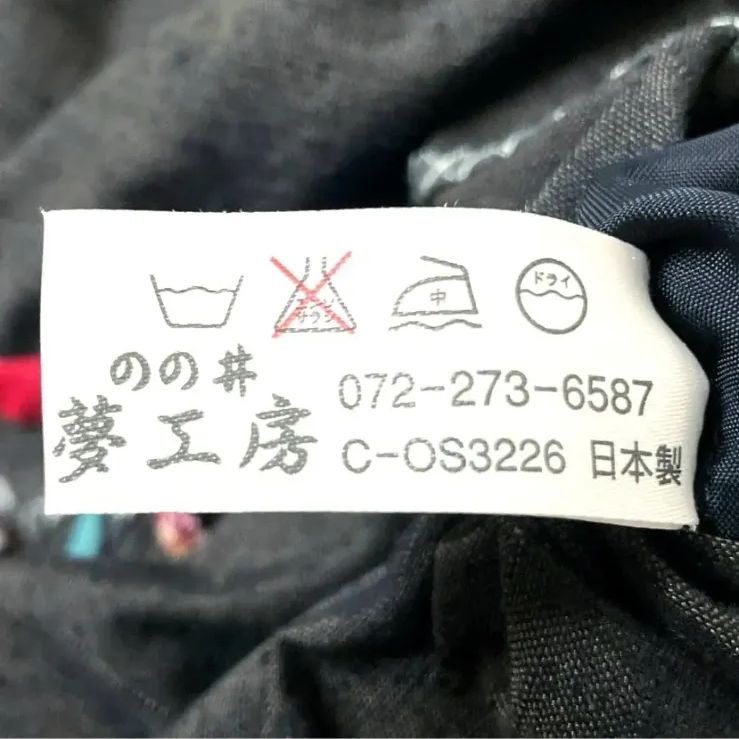 エンソ
サラシ
中
ドライ
のの井
夢工房
072-273-6587
C-OS3226 日本製